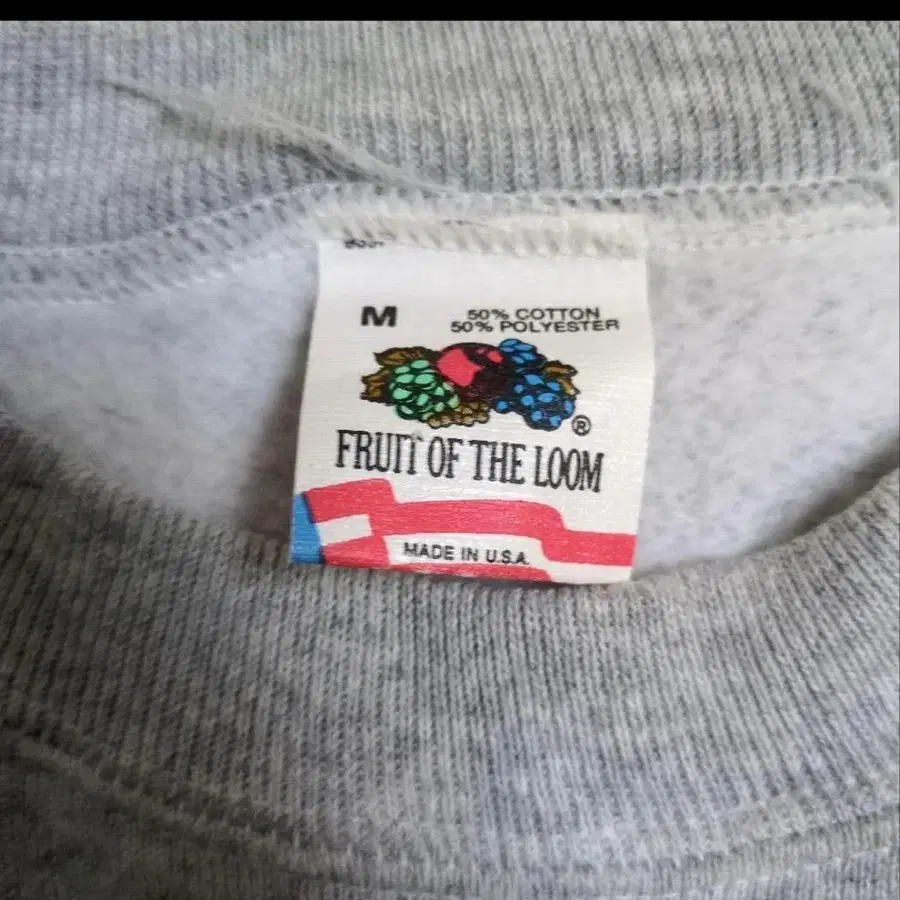 M
50% COTTON
50% POLYESTER
®
FRUIT OF THE LOOM
MADE IN U.S.A.